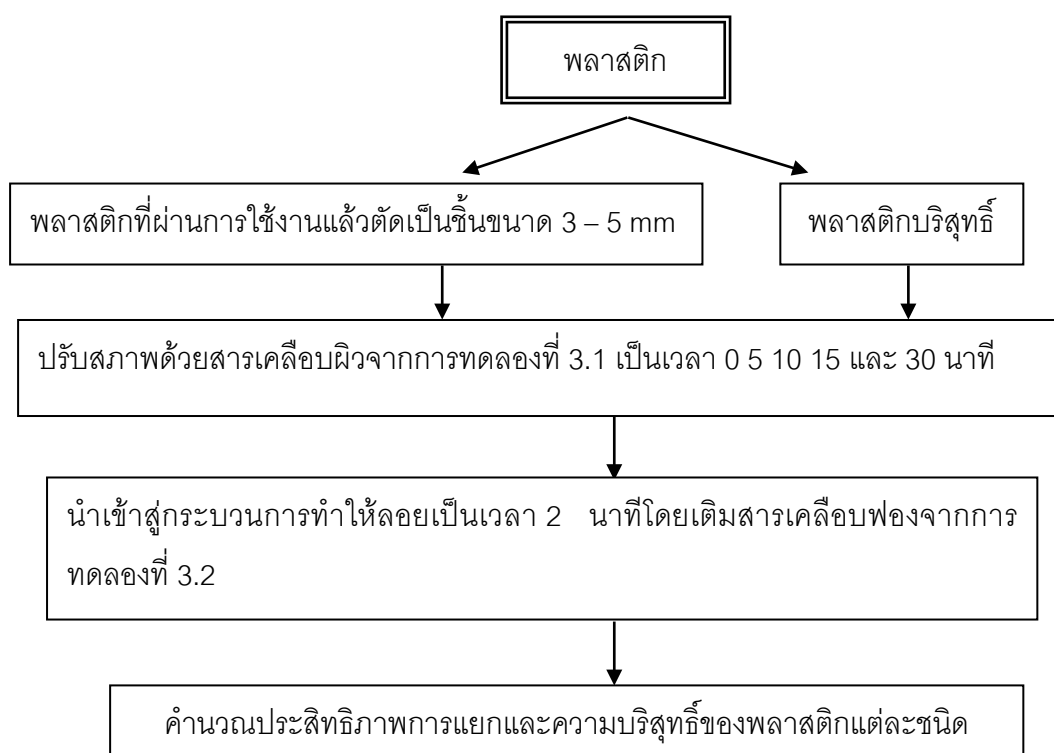 พลาสติก
พลาสติกที่ผ่านการใช้งานแล้วตัดเป็นชิ้นขนาด 3 – 5 mm
พลาสติกบริสุทธิ์
ปรับสภาพด้วยสารเคลือบผิวจากการทดลองที่ 3.1 เป็นเวลา 0 5 10 15 และ 30 นาที
นำเข้าสู่กระบวนการทำให้ลอยเป็นเวลา 2 นาทีโดยเติมสารเคลือบฟองจากการ
ทดลองที่ 3.2
คำนวณประสิทธิภาพการแยกและความบริสุทธิ์ของพลาสติกแต่ละชนิด